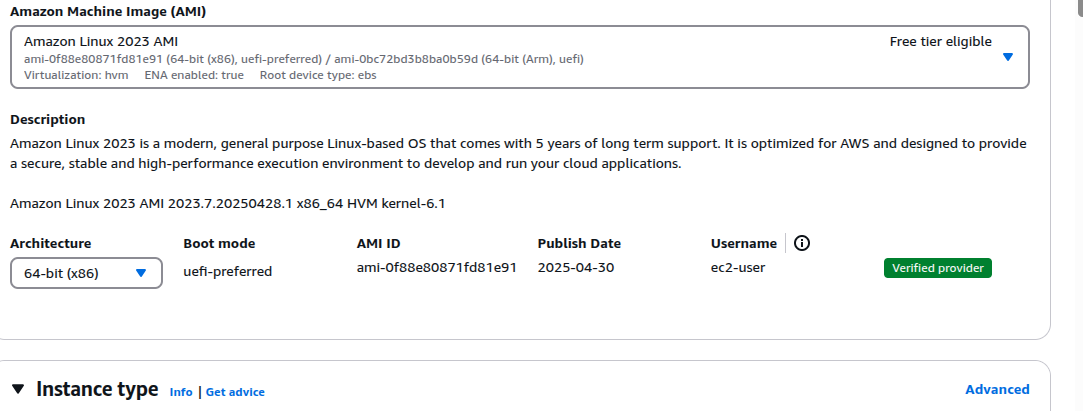 Amazon Machine Image (AMI)
Amazon Linux 2023 AMI
Free tier eligible
ami-0f88e80871fd81e91 (64-bit (x86), uefi-preferred) / ami-0bc72bd3b8ba0b59d (64-bit (Arm), uefi)
Virtualization: hvm ENA enabled: true Root device type: ebs
Description
Amazon Linux 2023 is a modern, general purpose Linux-based OS that comes with 5 years of long term support. It is optimized for AWS and designed to provide
a secure, stable and high-performance execution environment to develop and run your cloud applications.
Amazon Linux 2023 AMI 2023.7.20250428.1 x86_64 HVM kernel-6.1
Architecture Boot mode AMI ID Publish Date Username
64-bit (x86) uefi-preferred ami-0f88e80871fd81e91 2025-04-30 ec2-user Verified provider
Instance type Info | Get advice Advanced